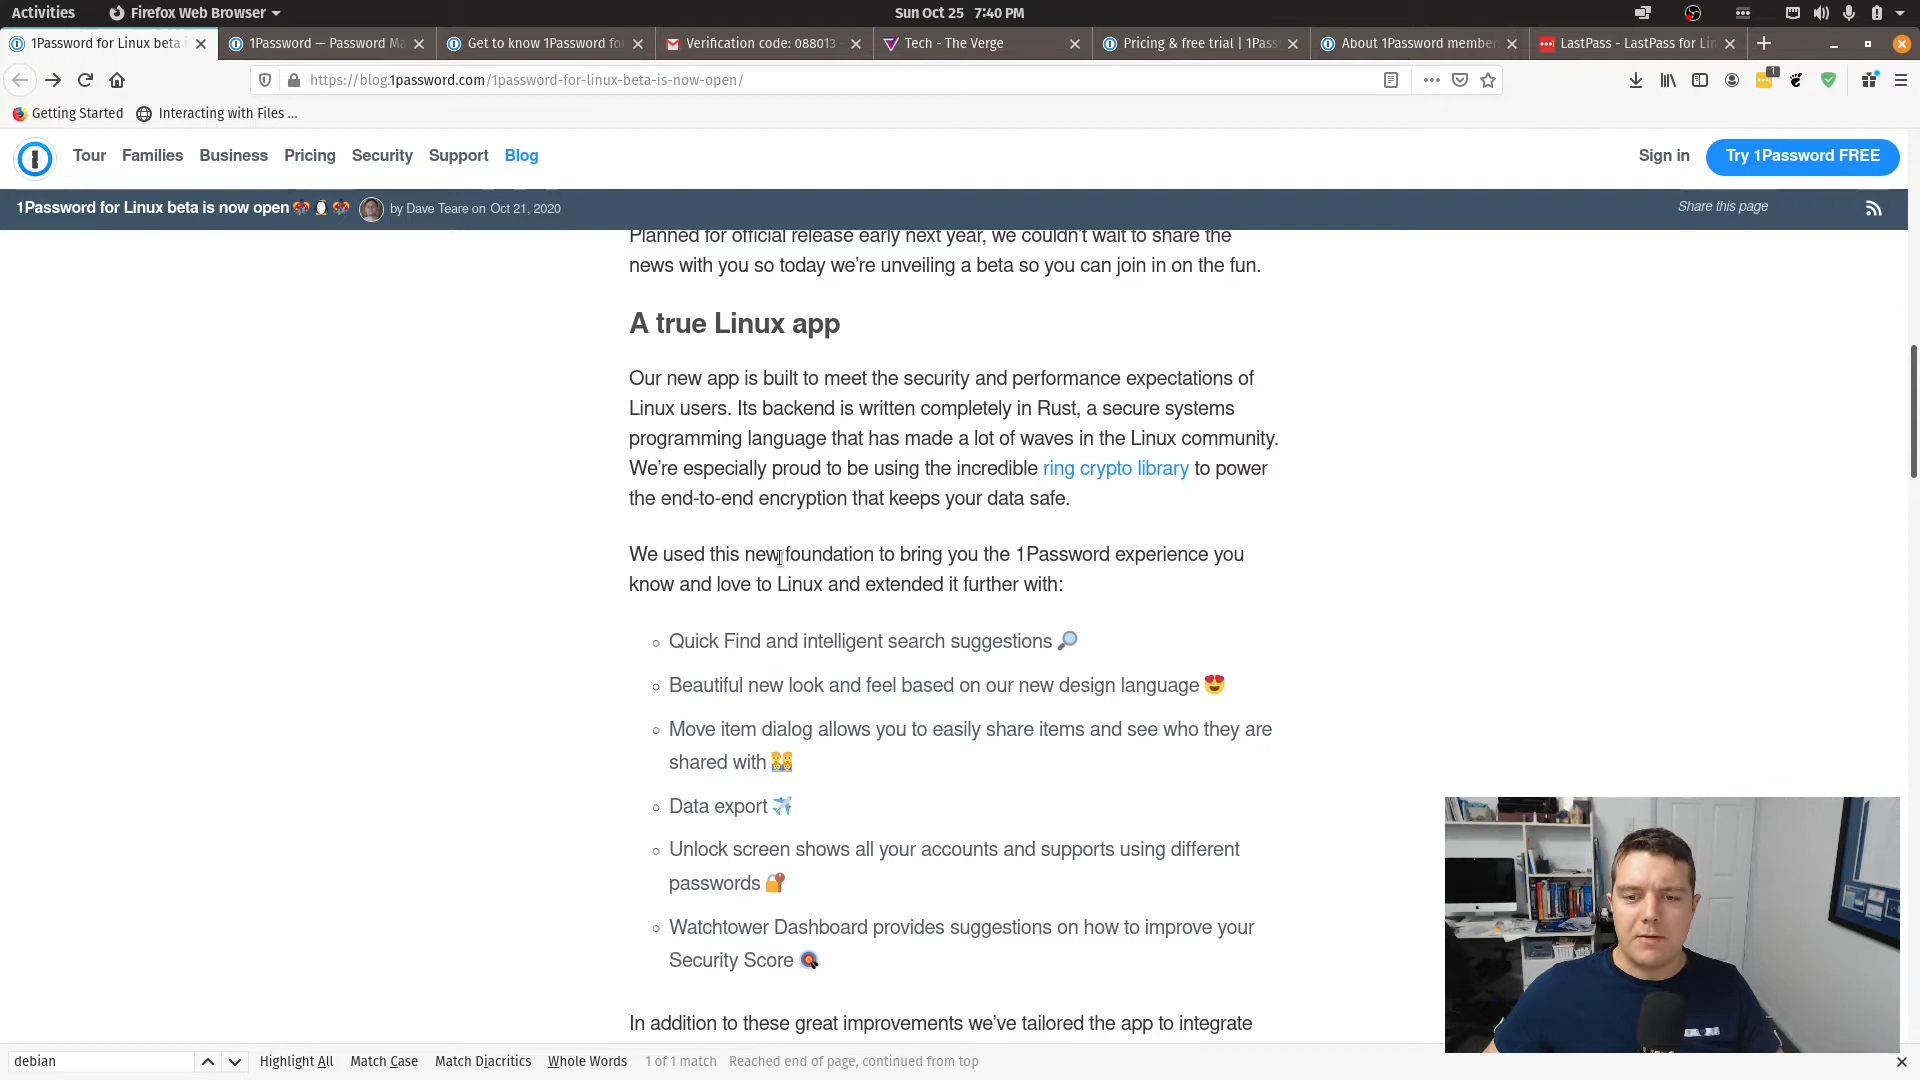 Activities
Firefox Web Browser
Sun Oct 25 7:40 PM
1Password for Linux beta i
1Password — Password Ma
Get to know 1Password fo
Verification code: 088013 -
Tech - The Verge
Pricing & free trial | 1Pass
About 1Password member
LastPass - LastPass for Lin
https://blog.1password.com/1password-for-linux-beta-is-now-open/
1
Getting Started
Interacting with Files ...
Tour
Families
Business
Pricing
Security
Support
Blog
Sign in
Try 1Password FREE
1Password for Linux beta is now open
by Dave Teare on Oct 21, 2020
Share this page
Planned for official release early next year, we couldn’t wait to share the
news with you so today we’re unveiling a beta so you can join in on the fun.
A true Linux app
Our new app is built to meet the security and performance expectations of
Linux users. Its backend is written completely in Rust, a secure systems
programming language that has made a lot of waves in the Linux community.
We’re especially proud to be using the incredible ring crypto library to power
the end-to-end encryption that keeps your data safe.
We used this new foundation to bring you the 1Password experience you
know and love to Linux and extended it further with:
Quick Find and intelligent search suggestions 🔎
Beautiful new look and feel based on our new design language 😍
Move item dialog allows you to easily share items and see who they are
shared with
Data export ✈️
Unlock screen shows all your accounts and supports using different
passwords 🔐
Watchtower Dashboard provides suggestions on how to improve your
Security Score 🎯
In addition to these great improvements we’ve tailored the app to integrate
debian
Highlight All
Match Case
Match Diacritics
Whole Words
1 of 1 match
Reached end of page, continued from top